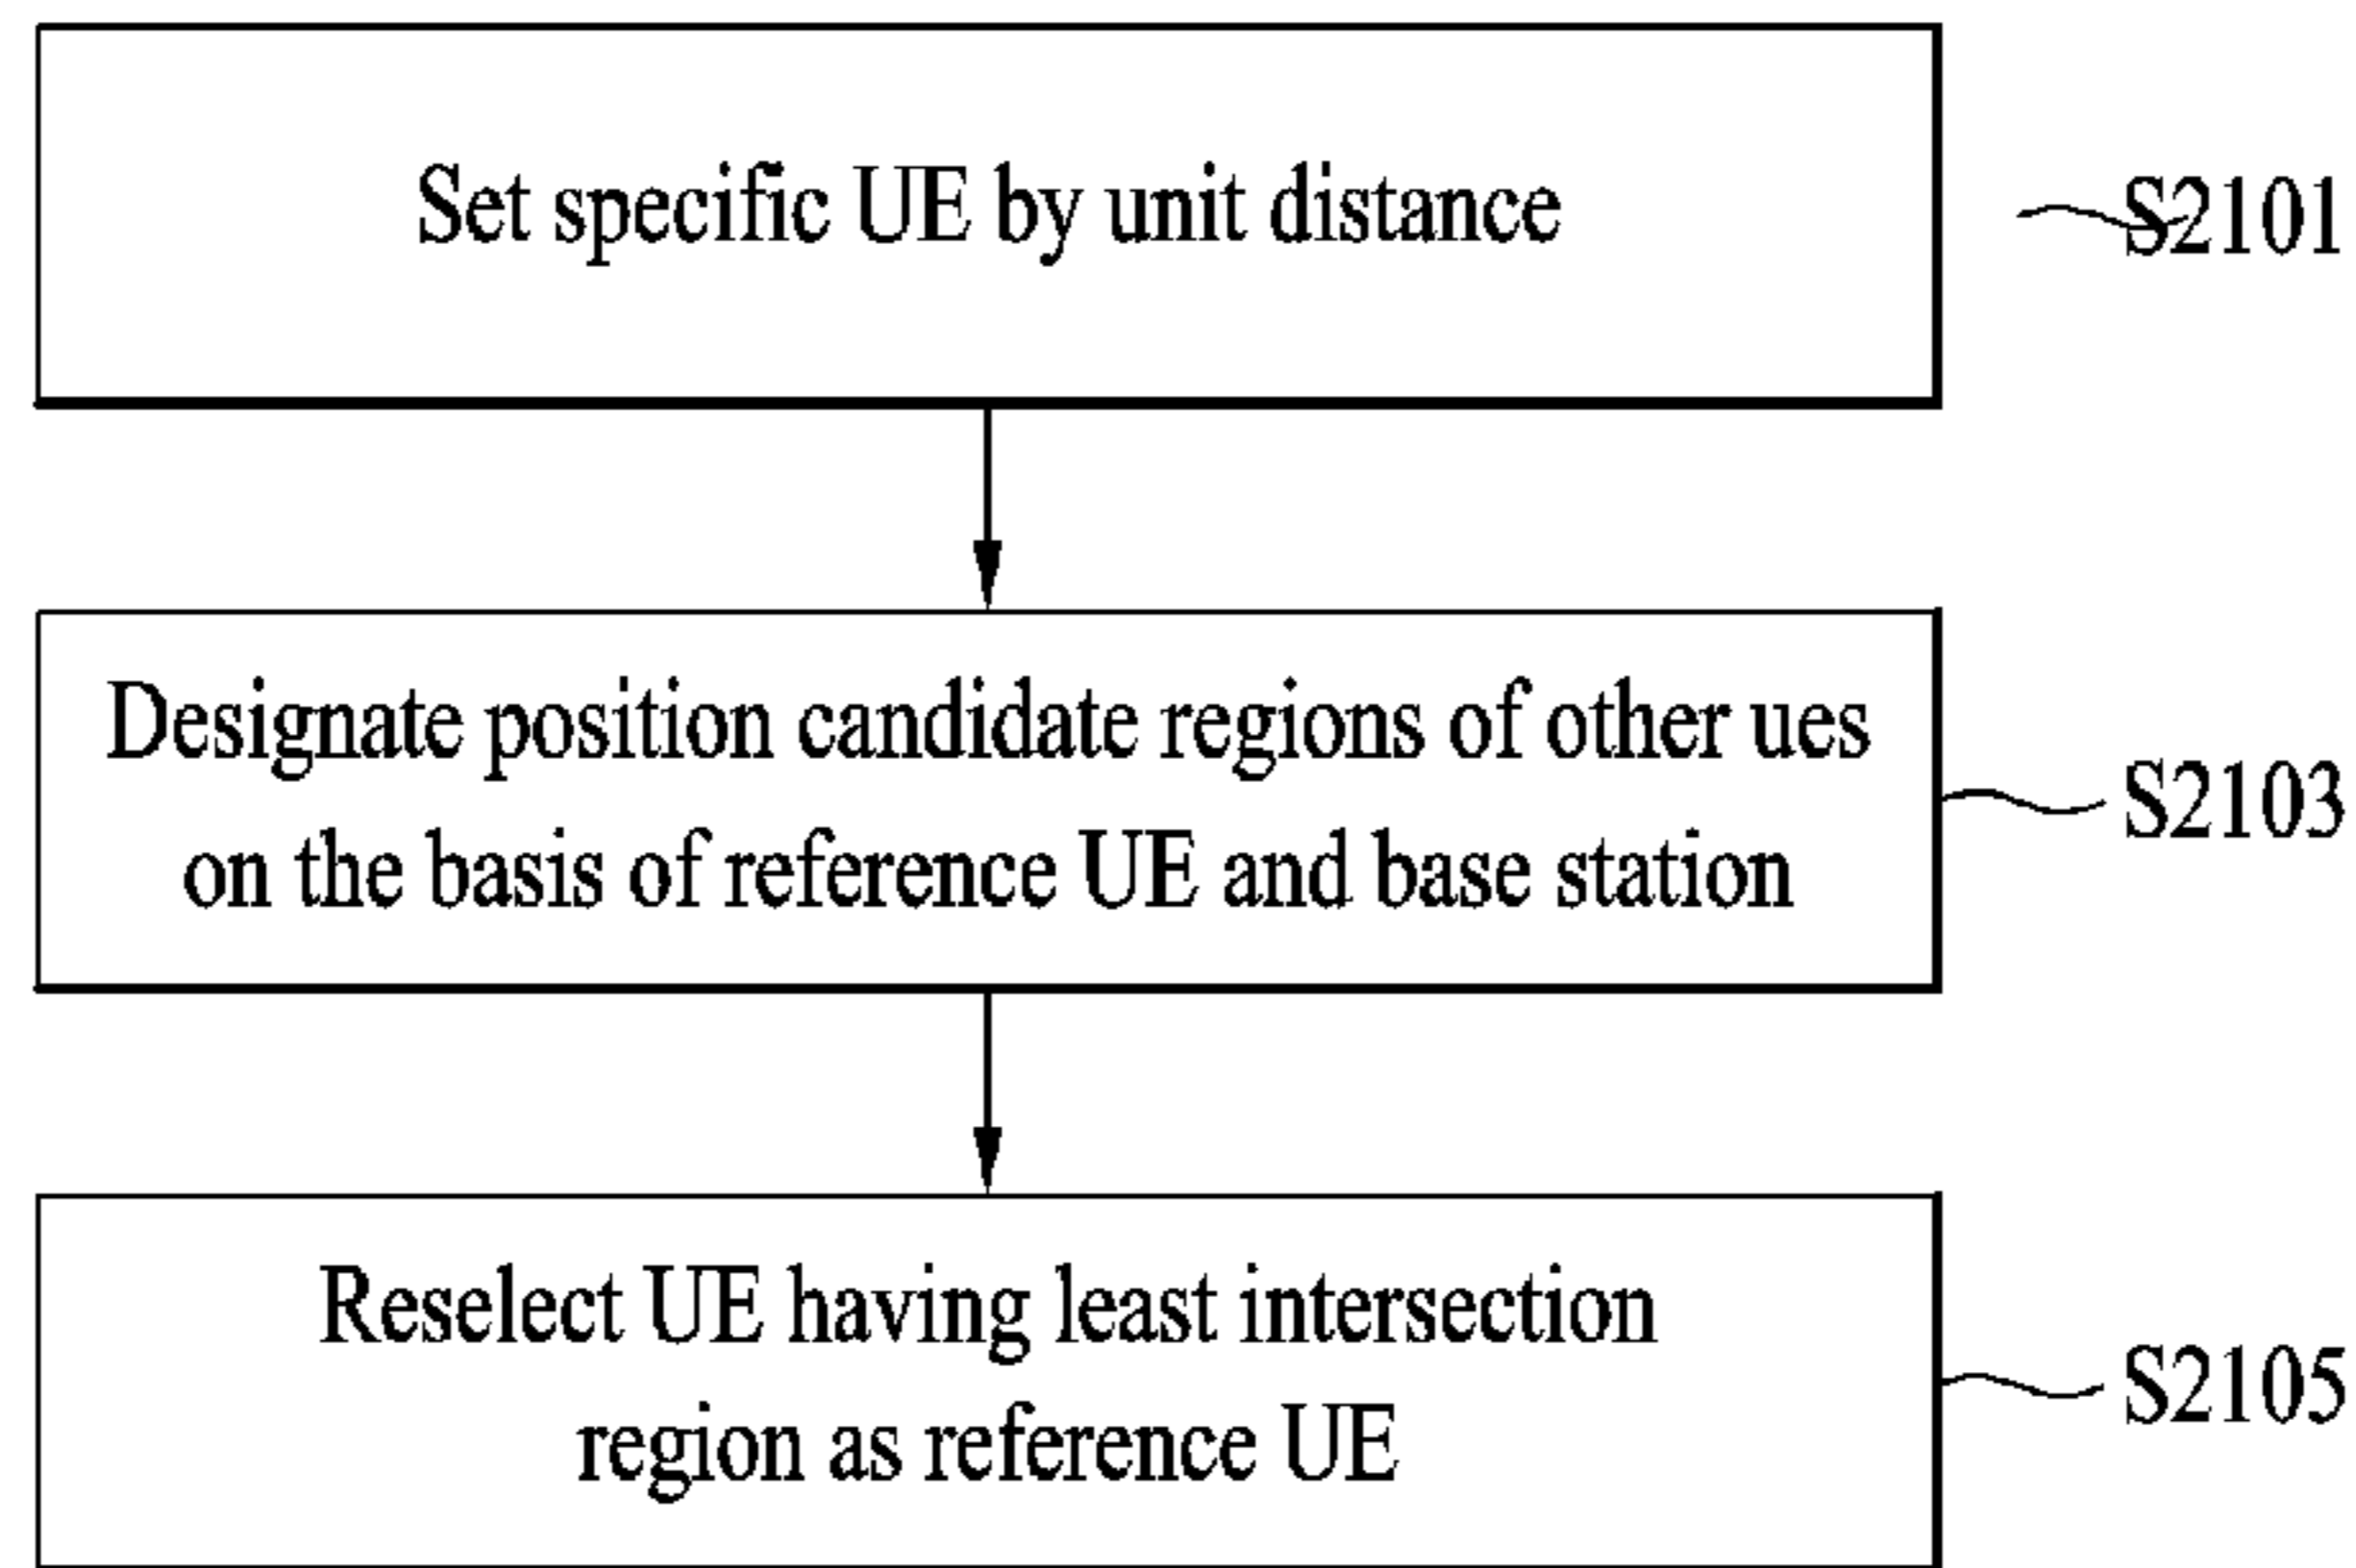 Set specific UE by unit distance
S2101
Designate position candidate regions of other ues
on the basis of reference UE and base station
S2103
Reselect UE having least intersection
region as reference UE
S2105